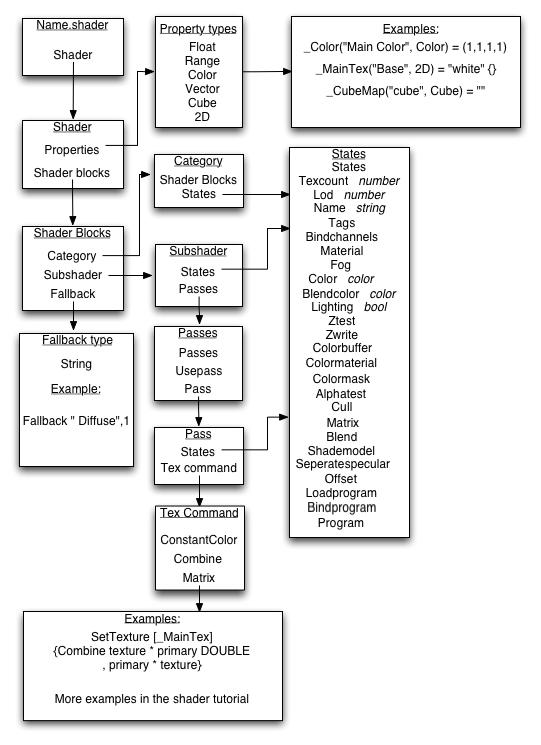 Name.shader
Shader
Property types
Float
Range
Color
Vector
Cube
2D
Examples:
_Color("Main Color", Color) = (1,1,1,1)
_MainTex("Base", 2D) = "white" {}
_CubeMap("cube", Cube) = ""
Shader
Properties
Shader blocks
Category
Shader Blocks
States
Shader Blocks
Category
Subshader
Fallback
Subshader
States
Passes
Fallback type
String
Example:
Fallback " Diffuse",1
Passes
Passes
Usepass
Pass
Pass
States
Tex command
Tex Command
ConstantColor
Combine
Matrix
States
States
Texcount number
Lod number
Name string
Tags
Bindchannels
Material
Fog
Color color
Blendcolor color
Lighting bool
Ztest
Zwrite
Colorbuffer
Colormaterial
Colormask
Alphatest
Cull
Matrix
Blend
Shademodel
Seperatespecular
Offset
Loadprogram
Bindprogram
Program
Examples:
SetTexture [_MainTex]
{Combine texture * primary DOUBLE
, primary * texture}
More examples in the shader tutorial